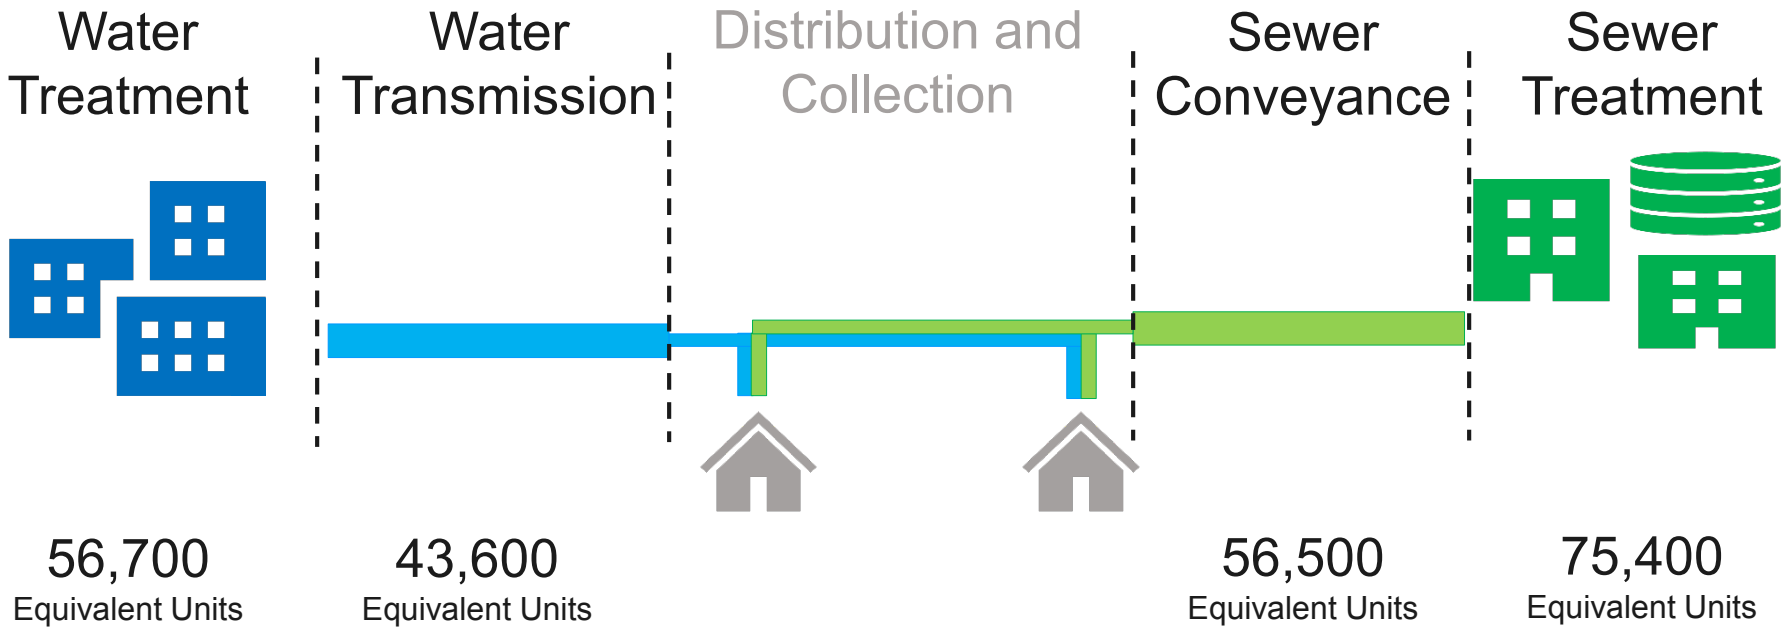 Water
Treatment
Water
Transmission
Distribution and
Collection
Sewer
Conveyance
Sewer
Treatment
56,700
Equivalent Units
43,600
Equivalent Units
56,500
Equivalent Units
75,400
Equivalent Units